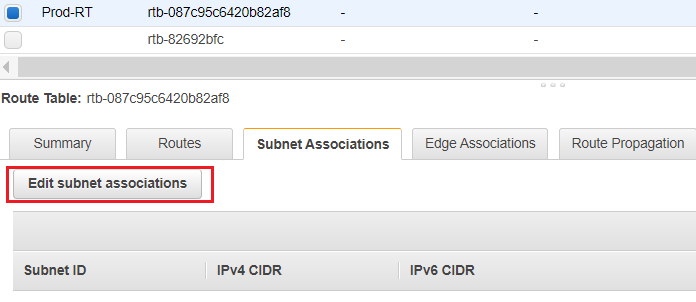 Prod-RT rtb-087c95c6420b82af8 - -
rtb-82692bfc - -
Route Table: rtb-087c95c6420b82af8
Summary Routes Subnet Associations Edge Associations Route Propagation
Edit subnet associations
Subnet ID IPv4 CIDR IPv6 CIDR